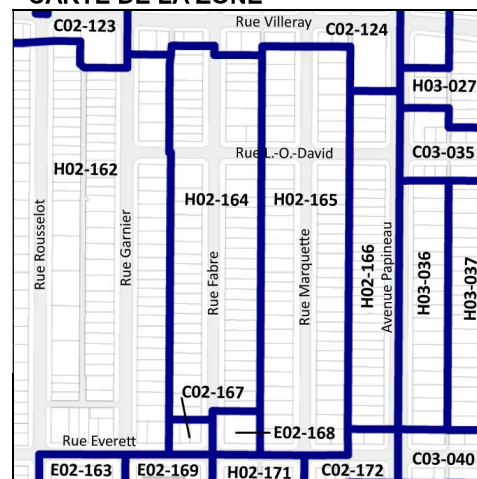 CARTE DE LA ZONE
Rue Villeray
C02-123
C02-124
H03-027
Rue L.-O.-David
C03-035
H02-162
H02-164
H02-165
Rue Rousselot
Rue Garnier
Rue Fabre
Rue Marquette
H02-166
Avenue Papineau
H03-036
H03-037
C02-167
E02-168
Rue Everett
E02-163
E02-169
H02-171
C02-172
C03-040